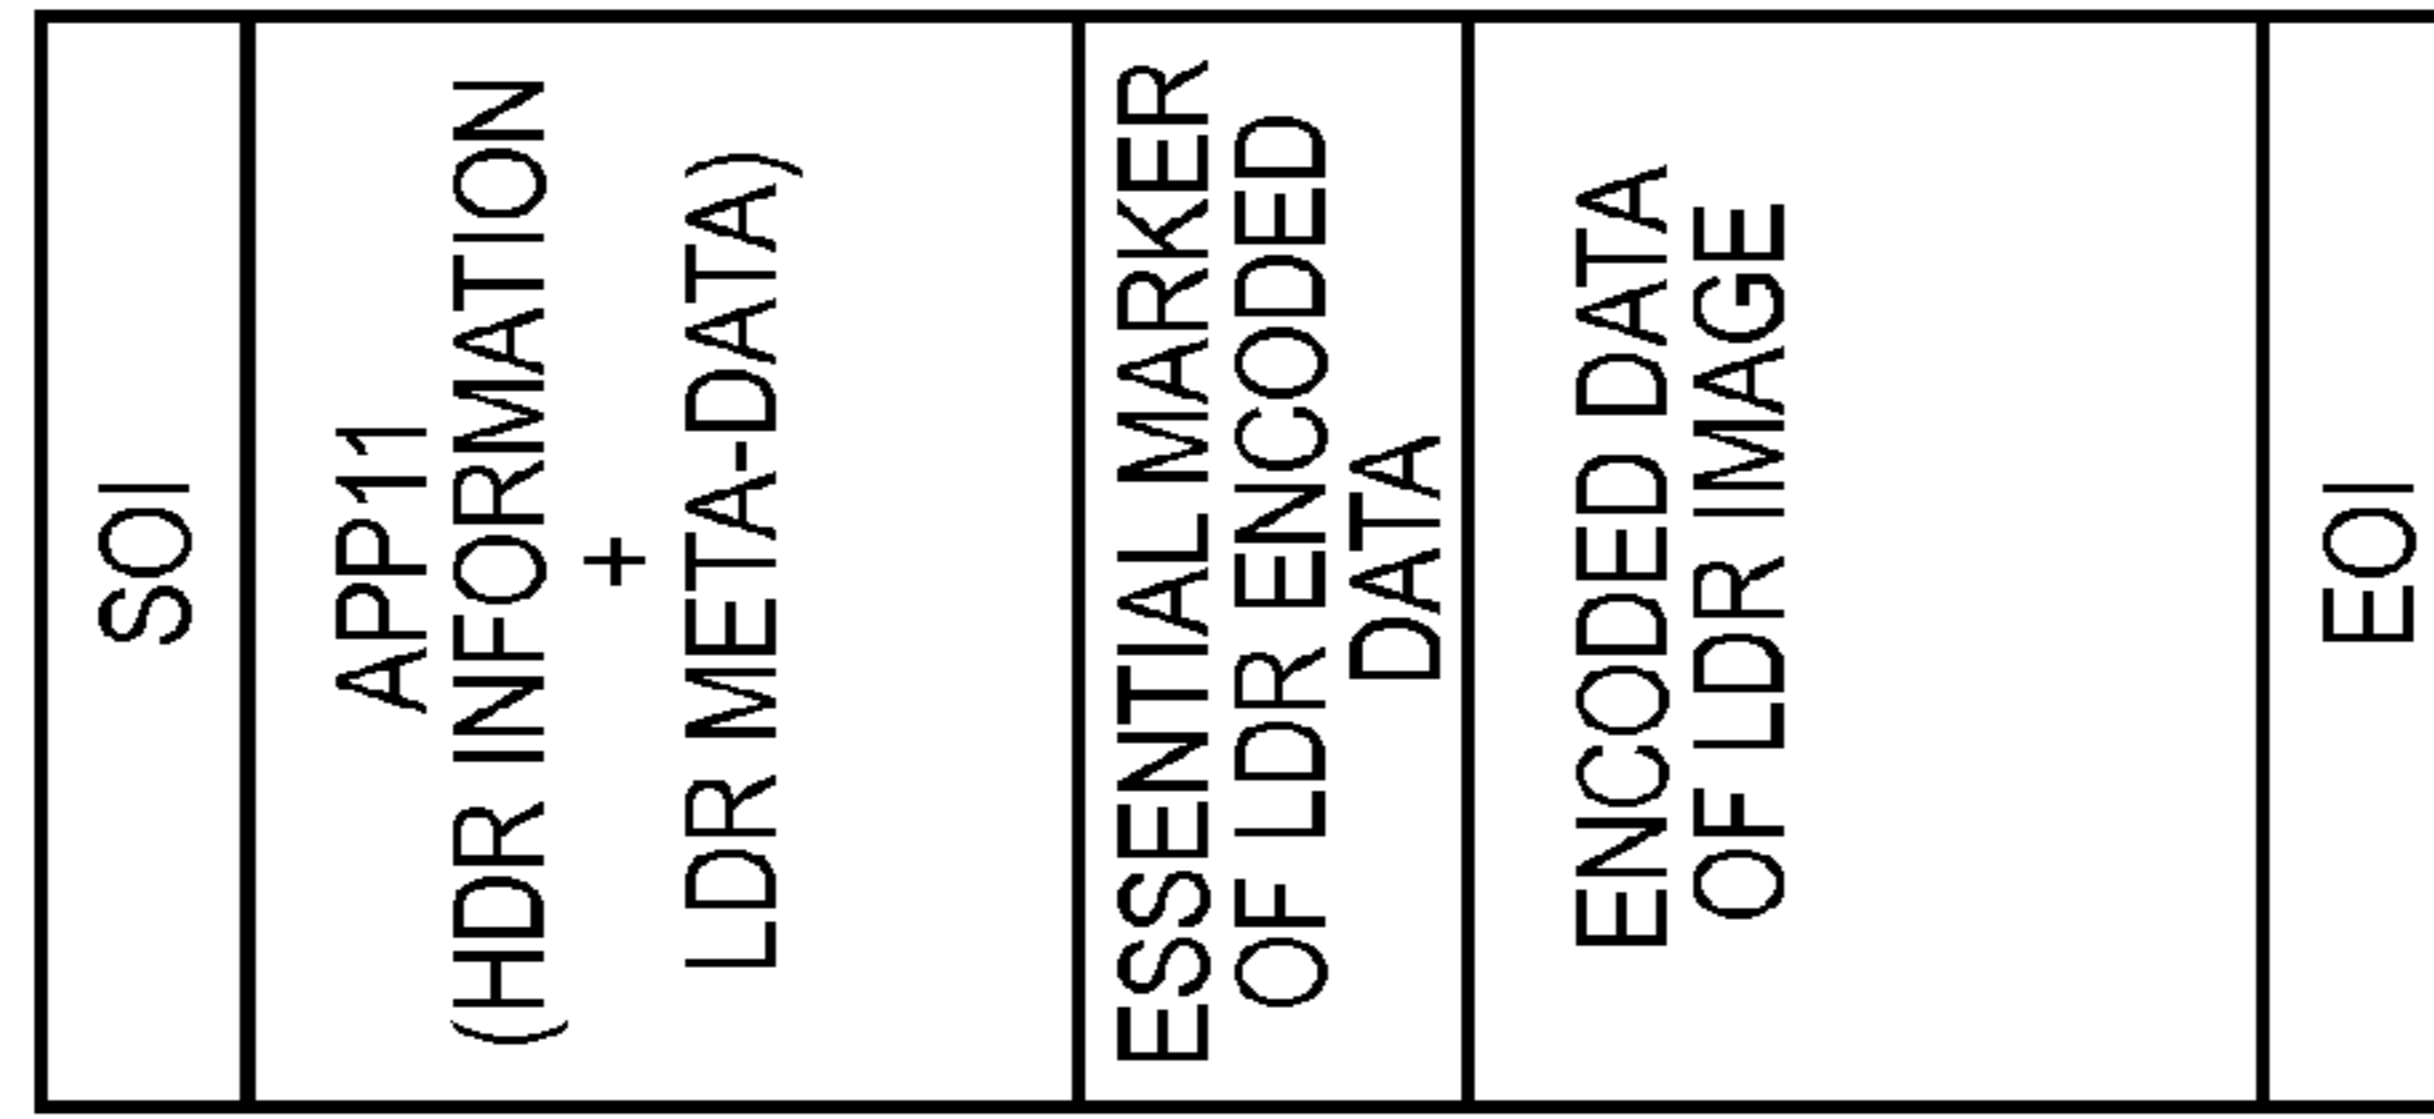 SOI
APP11
(HDR INFORMATION
+
LDR META-DATA)
ESSENTIAL MARKER
OF LDR ENCODED
DATA
ENCODED DATA
OF LDR IMAGE
EOI